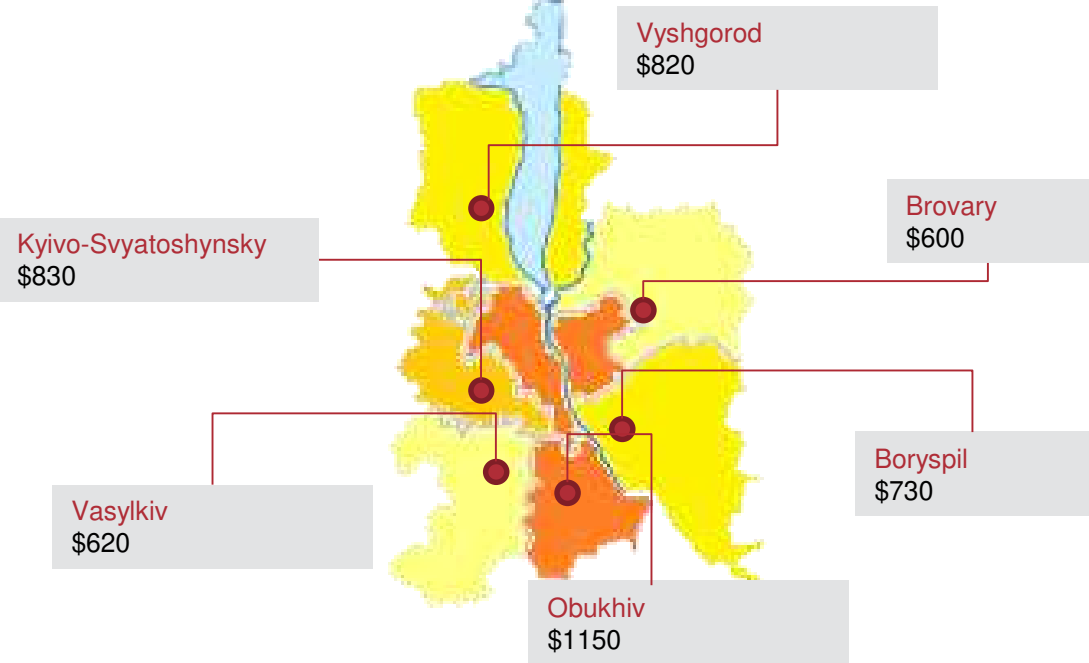 Vyshgorod
$820
Brovary
$600
Kyivo-Svyatoshynsky
$830
Boryspil
$730
Vasylkiv
$620
Obukhiv
$1150